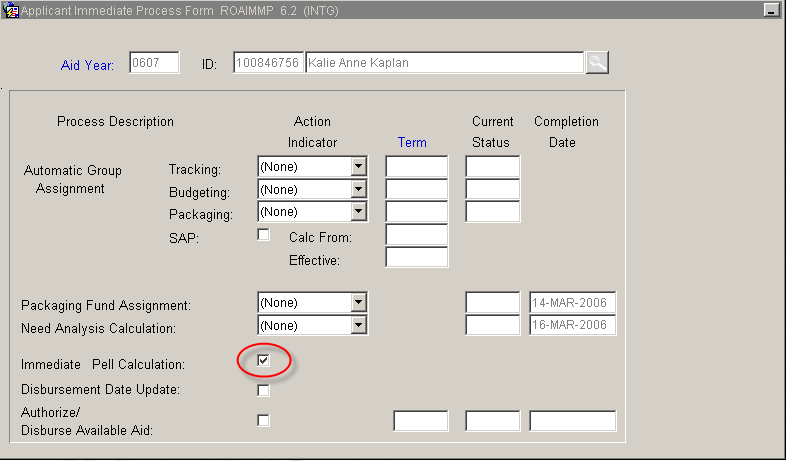 Applicant Immediate Process Form ROAIMMP 6.2 (INTG)
Aid Year: 0607 ID: 100846756 Kalie Anne Kaplan
Process Description Action Indicator Term Current Status Completion Date
Automatic Group Assignment
Tracking: (None)
Budgeting: (None)
Packaging: (None)
SAP: Calc From:
Effective:
Packaging Fund Assignment: (None) 14-MAR-2006
Need Analysis Calculation: (None) 16-MAR-2006
Immediate Pell Calculation:
Disbursement Date Update:
Authorize/
Disburse Available Aid: